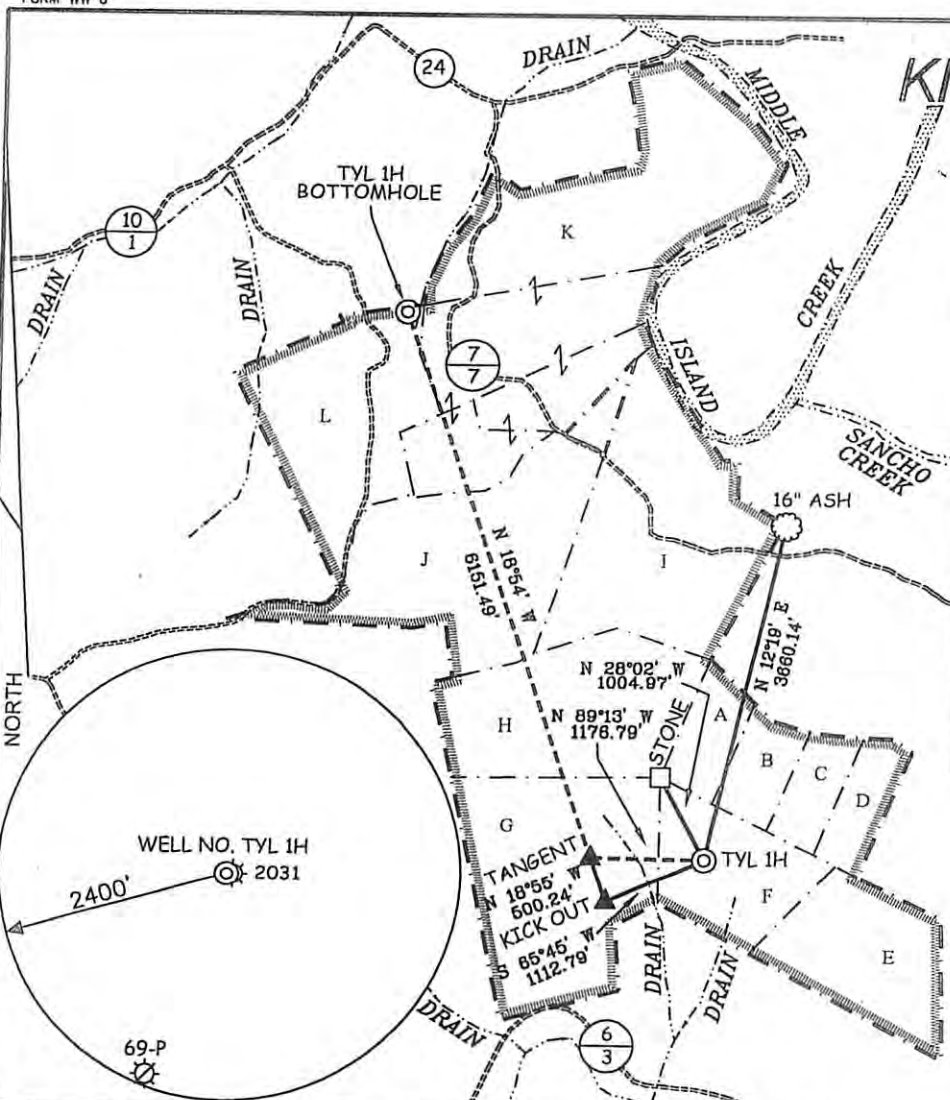 24
DRAIN
MIDDLE
TYL 1H
BOTTOMHOLE
10
1
K
DRAIN
DRAIN
CREEK
7
7
ISLAND
L
SANCHO
CREEK
16" ASH
N 18°54' W
6151.49'
J
I
N 12°19' E
3860.14'
N 28°02' W
1004.97'
N 89°13' W
1176.79'
NORTH
STONE
A
H
B
C
D
G
WELL NO. TYL 1H
2031
2400'
TANGENT
N 18°55' W
500.24'
KICK OUT
TYL 1H
F
S 65°45' W
1112.79'
E
DRAIN
DRAIN
DRAIN
6
3
69-P